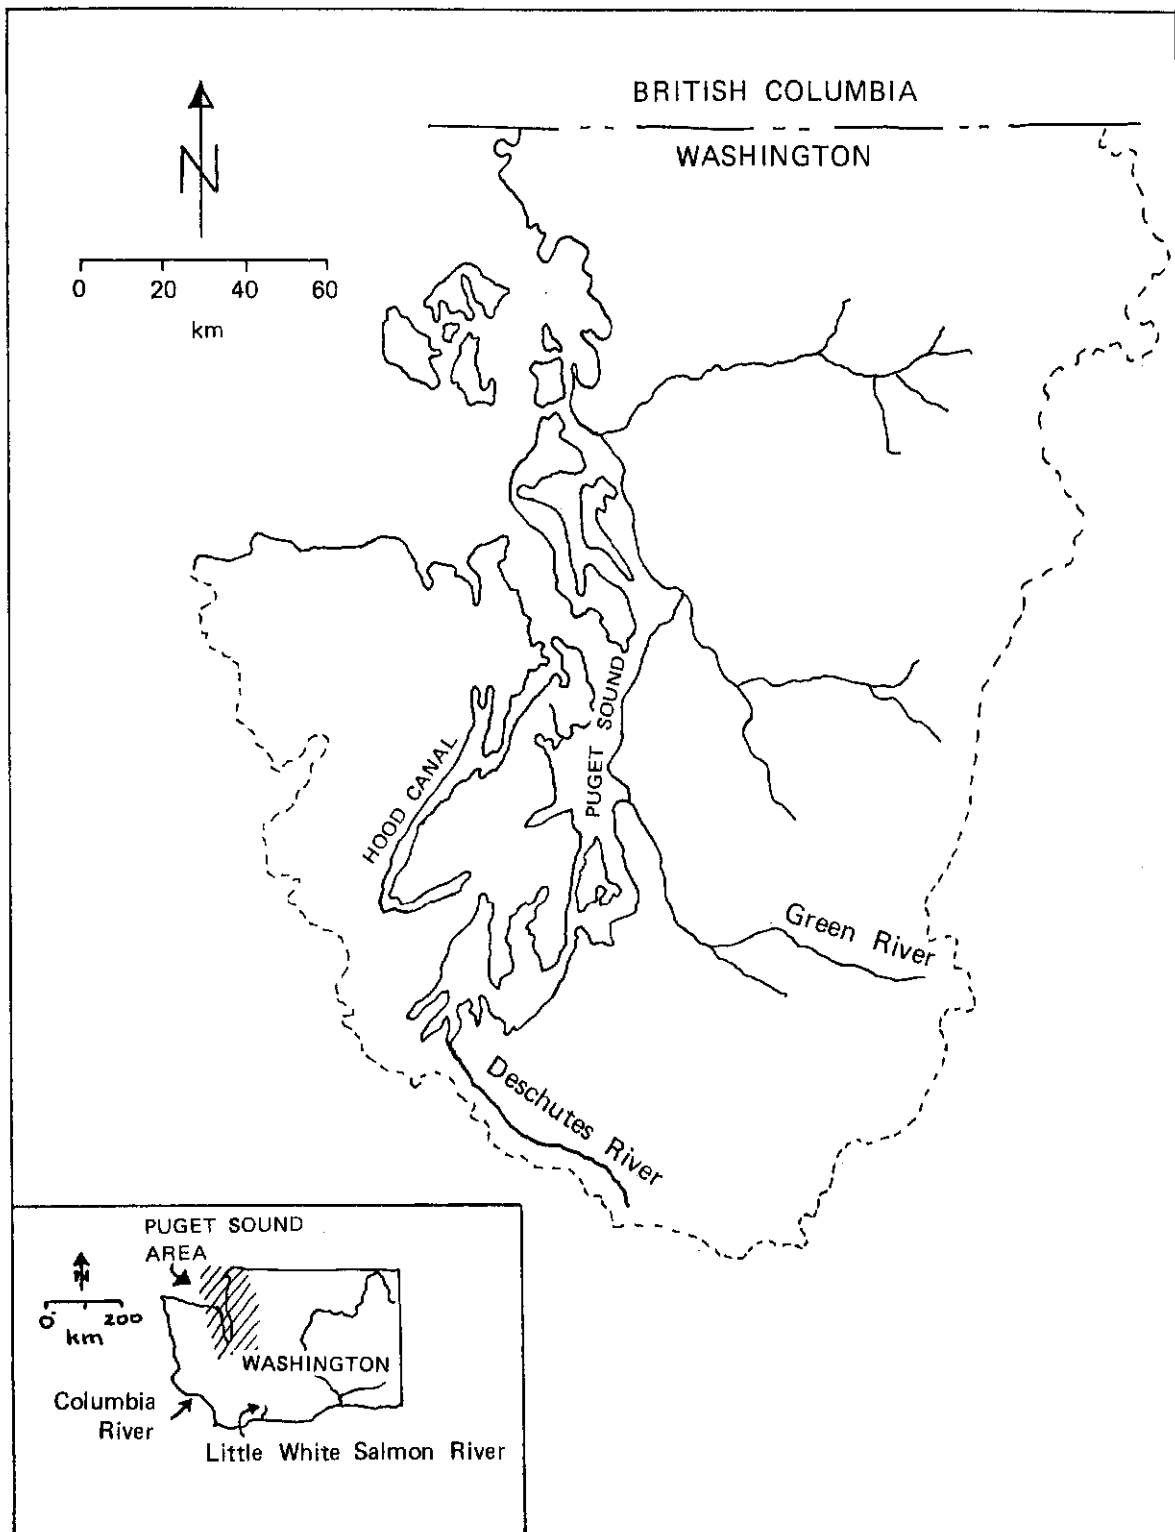 BRITISH COLUMBIA
WASHINGTON
N
0 20 40 60
km
PUGET SOUND
HOOD CANAL
Green River
Deschutes River
PUGET SOUND
AREA
N
0 200
km
WASHINGTON
Columbia
River
Little White Salmon River